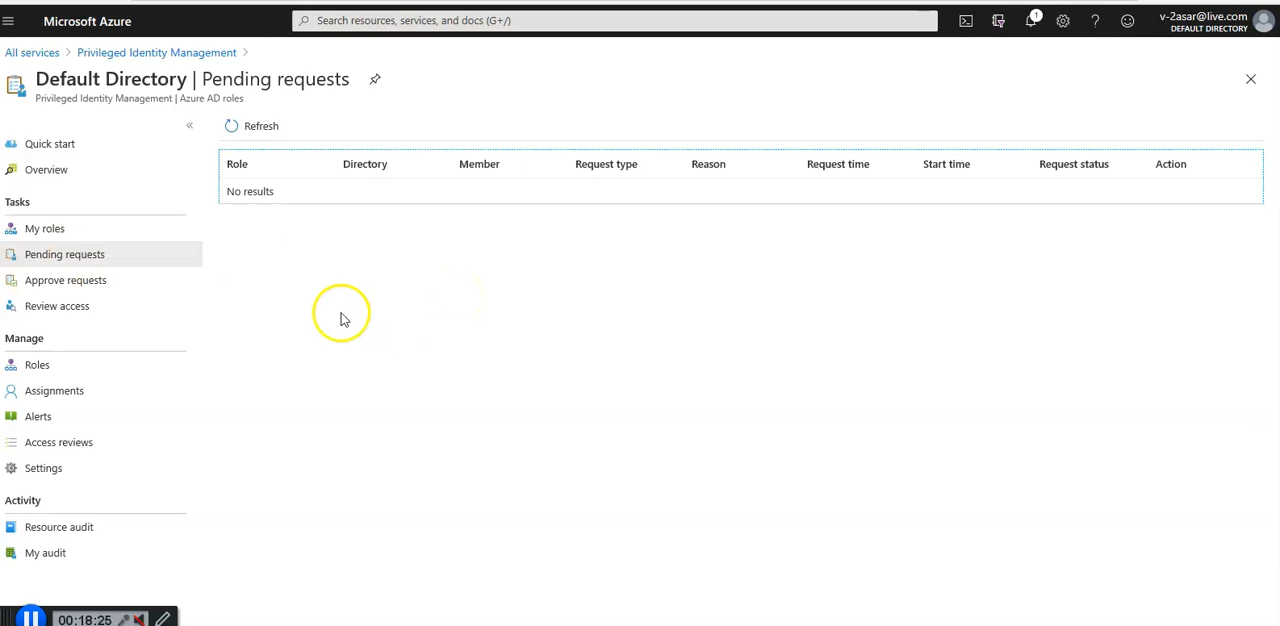 Microsoft Azure
Search resources, services, and docs (G+/)
1
v-2asar@live.com
DEFAULT DIRECTORY
All services > Privileged Identity Management >
Default Directory | Pending requests
Privileged Identity Management | Azure AD roles
«
Refresh
Quick start
Overview
Tasks
My roles
Pending requests
Approve requests
Review access
Manage
Roles
Assignments
Alerts
Access reviews
Settings
Activity
Resource audit
My audit
Role Directory Member Request type Reason Request time Start time Request status Action
No results
00:18:25